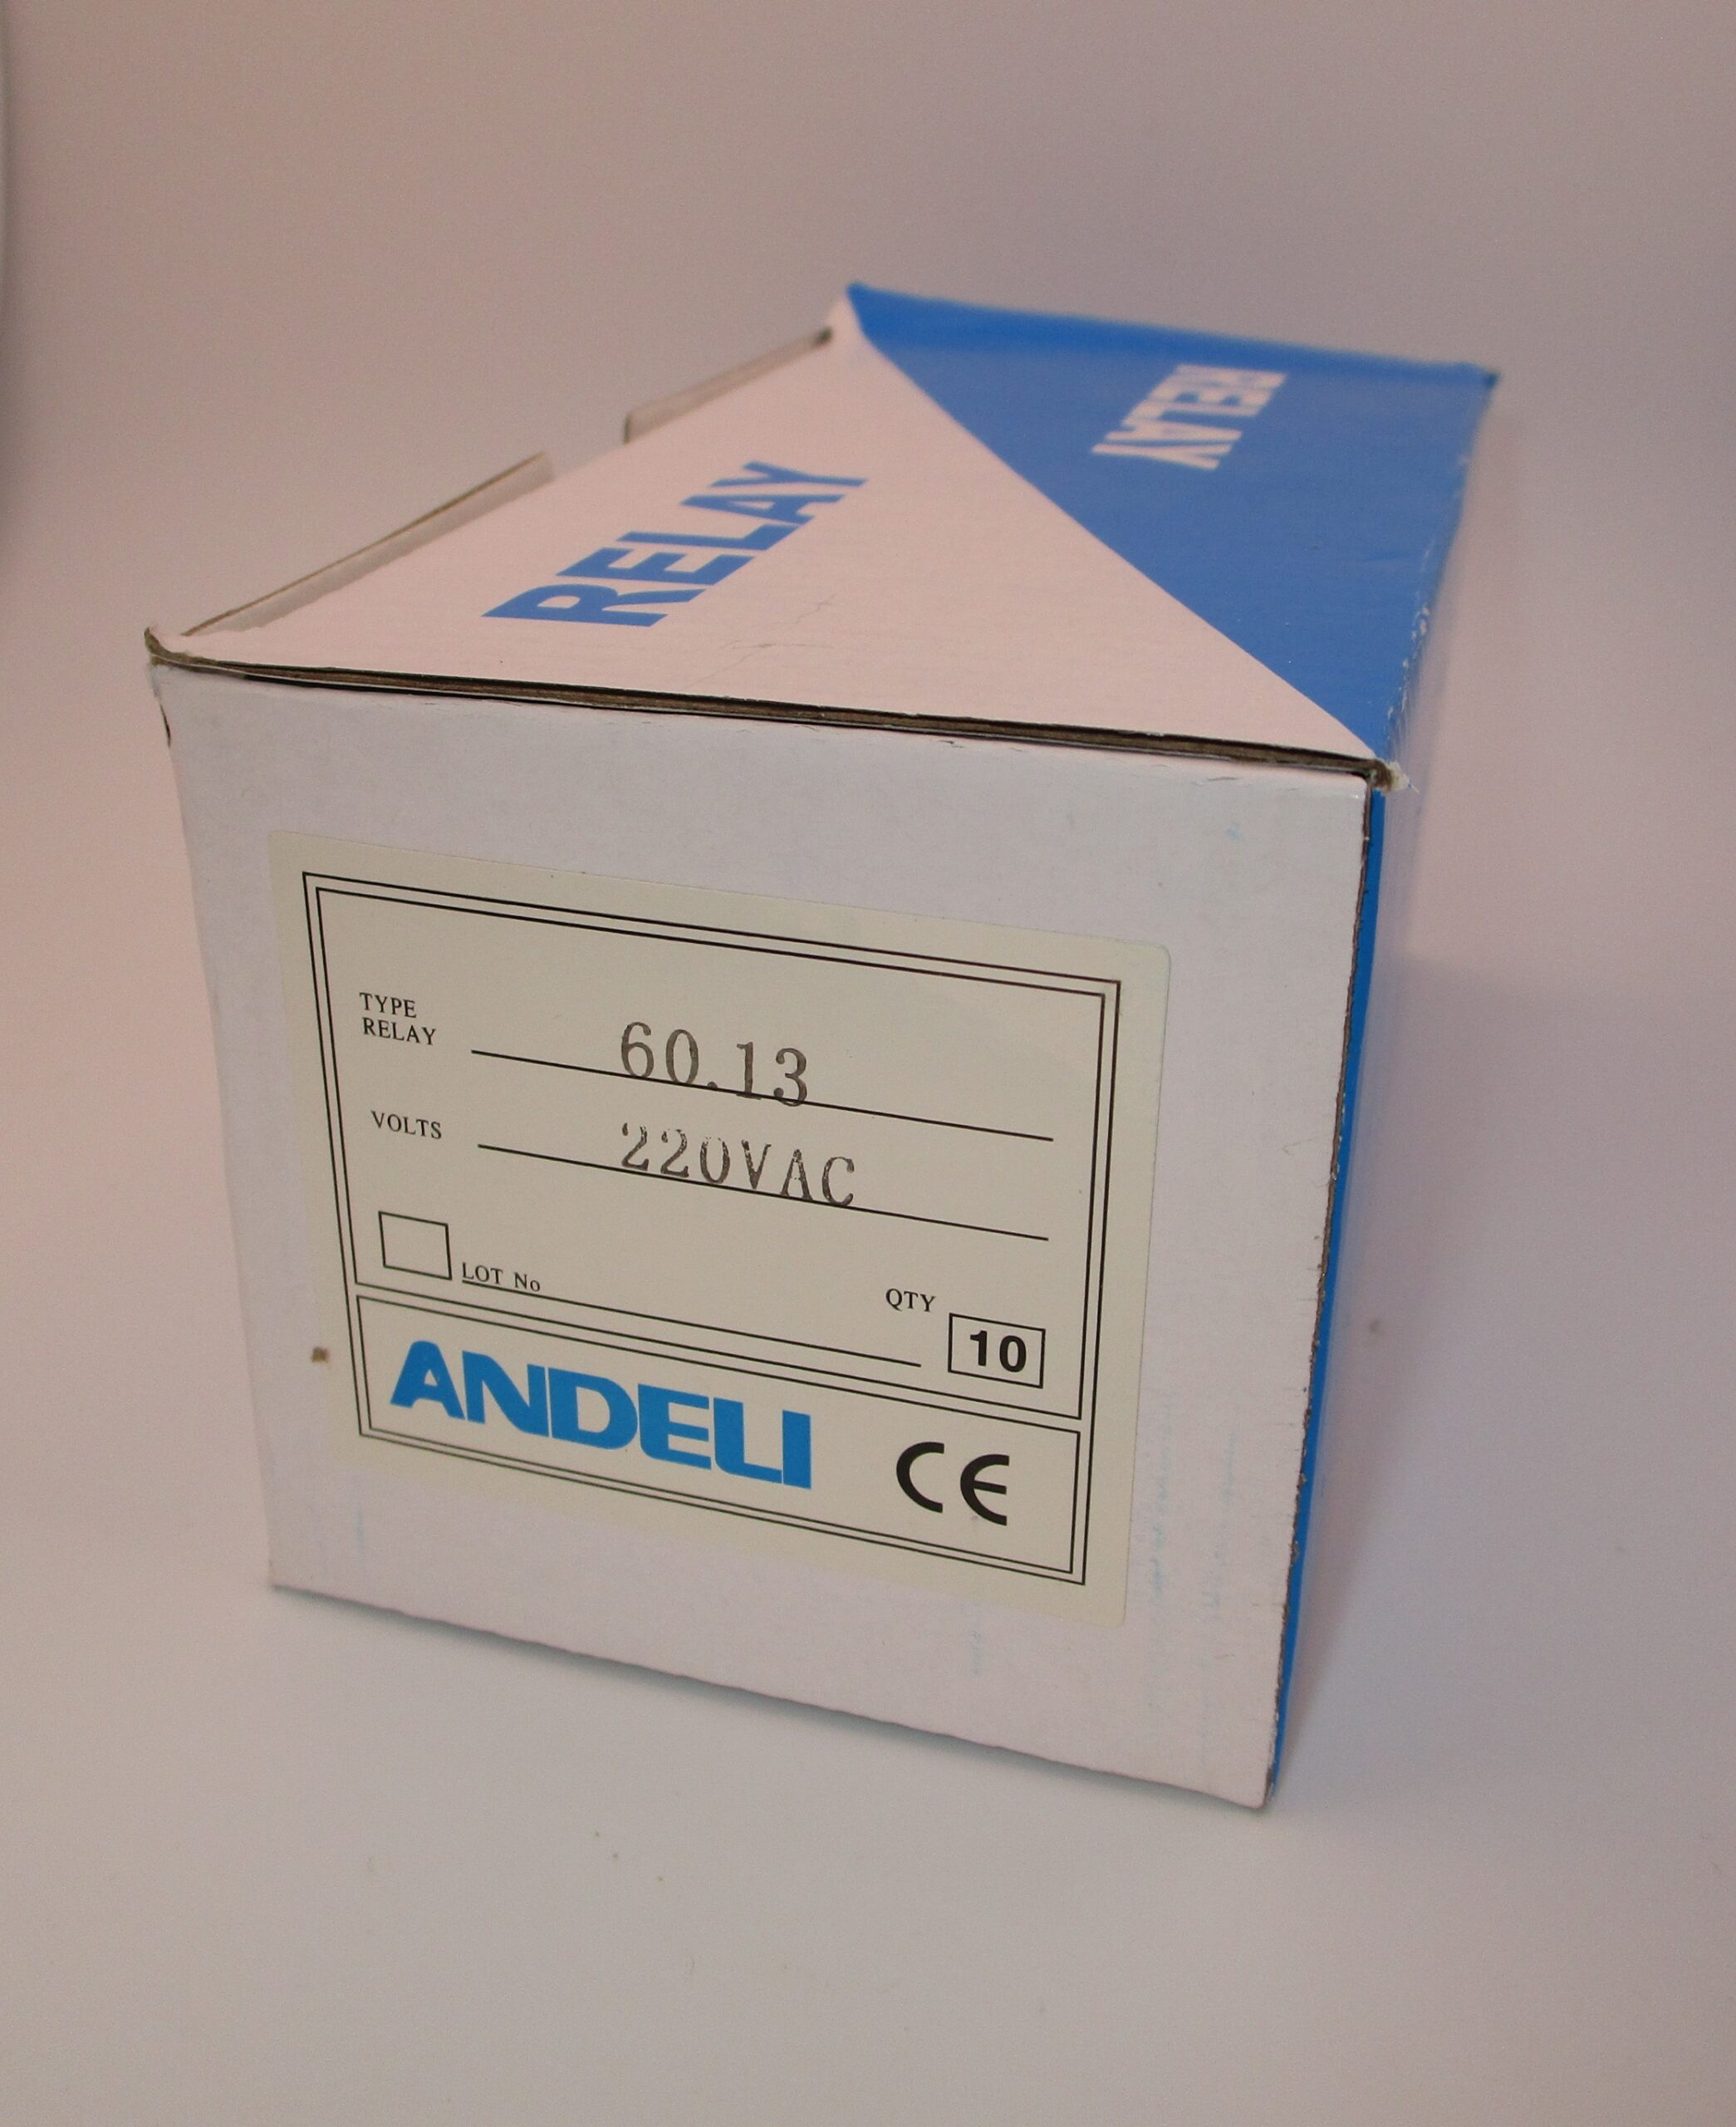 RELAY
RELAY
TYPE
RELAY
60.13
VOLTS
220VAC
LOT No
QTY
10
ANDELI
CE